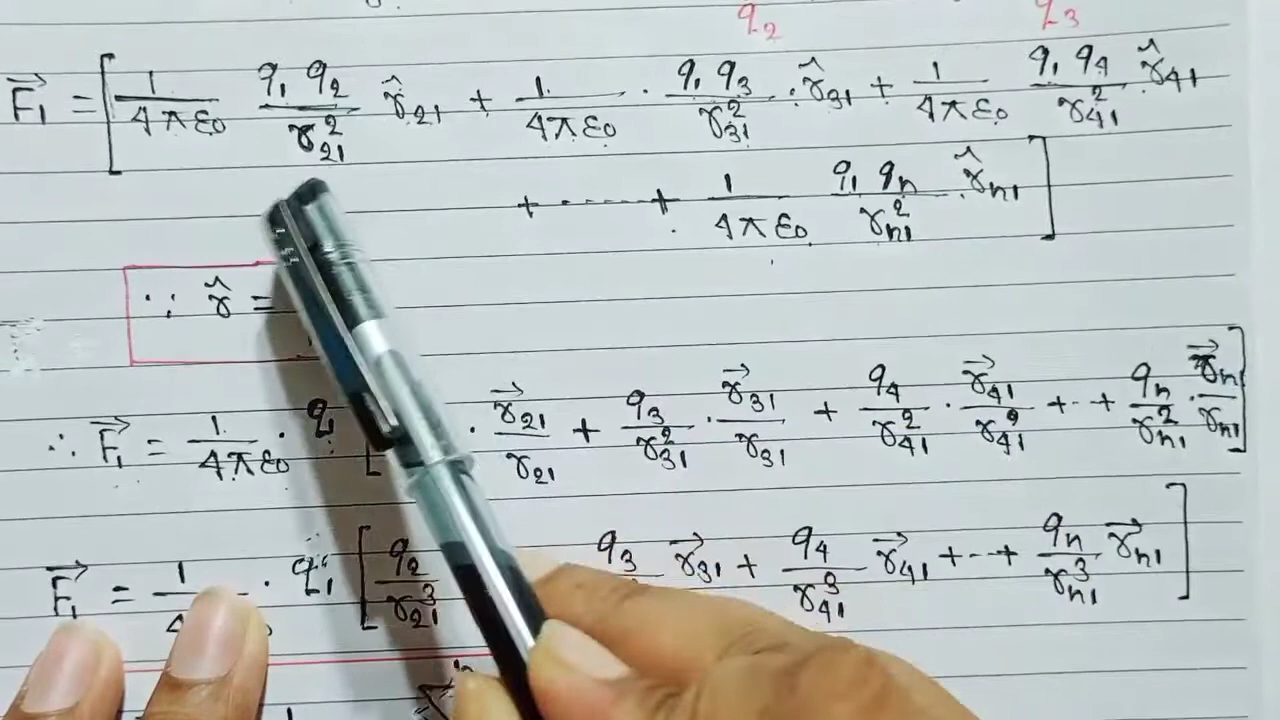 q₂ q₃
F⃗₁ = [ 1/4πε₀ q₁ q₂/r₂₁² r̂₂₁ + 1/4πε₀ · q₁ q₃/r₃₁² · r̂₃₁ + 1/4πε₀ q₁ q₄/r₄₁² · r̂₄₁
+ ------ + 1/4πε₀ q₁ qₙ/rₙ₁² · r̂ₙ₁ ]
∵ r̂ =
∴ F⃗₁ = 1/4πε₀ · q [ · r⃗₂₁/r₂₁ + q₃/r₃₁² · r⃗₃₁/r₃₁ + q₄/r₄₁² · r⃗₄₁/r₄₁ + -- + qₙ/rₙ₁² · r⃗ₙ/rₙ₁ ]
F⃗₁ = 1/4 · q₁ [ q₂/r₂₁³ q₃ r⃗₃₁ + q₄/r₄₁³ r⃗₄₁ + -- + qₙ/rₙ₁³ r⃗ₙ₁ ]